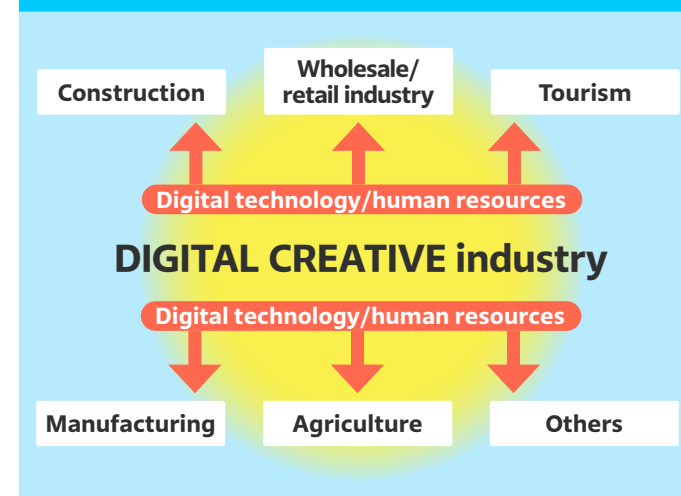 Construction
Wholesale/
retail industry
Tourism
Digital technology/human resources
DIGITAL CREATIVE industry
Digital technology/human resources
Manufacturing
Agriculture
Others